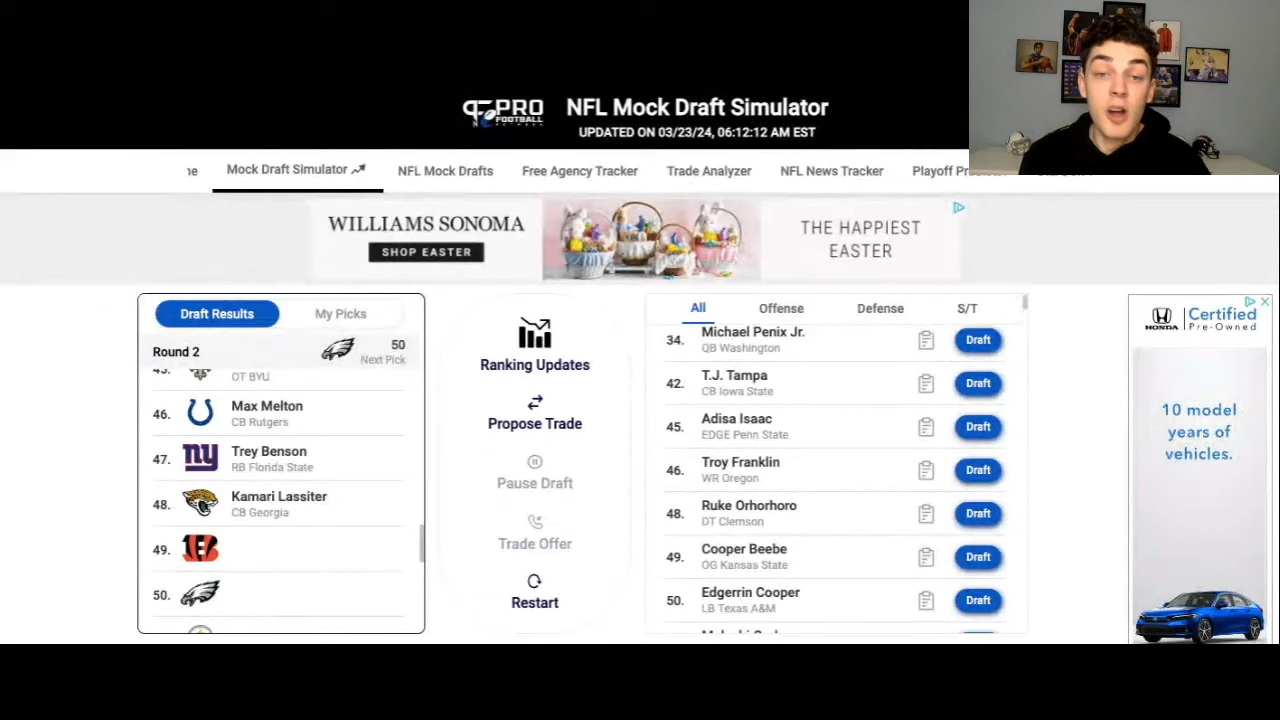 PRO
FOOTBALL
NETWORK
NFL Mock Draft Simulator
UPDATED ON 03/23/24, 06:12:12 AM EST
ne
Mock Draft Simulator
NFL Mock Drafts
Free Agency Tracker
Trade Analyzer
NFL News Tracker
Playoff
WILLIAMS SONOMA
SHOP EASTER
THE HAPPIEST
EASTER
Draft Results
My Picks
Round 2
50
Next Pick
OT BYU
46.
Max Melton
CB Rutgers
47.
ny
Trey Benson
RB Florida State
48.
Kamari Lassiter
CB Georgia
49.
50.
Ranking Updates
Propose Trade
Pause Draft
Trade Offer
Restart
All
Offense
Defense
S/T
34.
Michael Penix Jr.
QB Washington
Draft
42.
T.J. Tampa
CB Iowa State
Draft
45.
Adisa Isaac
EDGE Penn State
Draft
46.
Troy Franklin
WR Oregon
Draft
48.
Ruke Orhorhoro
DT Clemson
Draft
49.
Cooper Beebe
OG Kansas State
Draft
50.
Edgerrin Cooper
LB Texas A&M
Draft
HONDA
Certified
Pre-Owned
10 model
years of
vehicles.